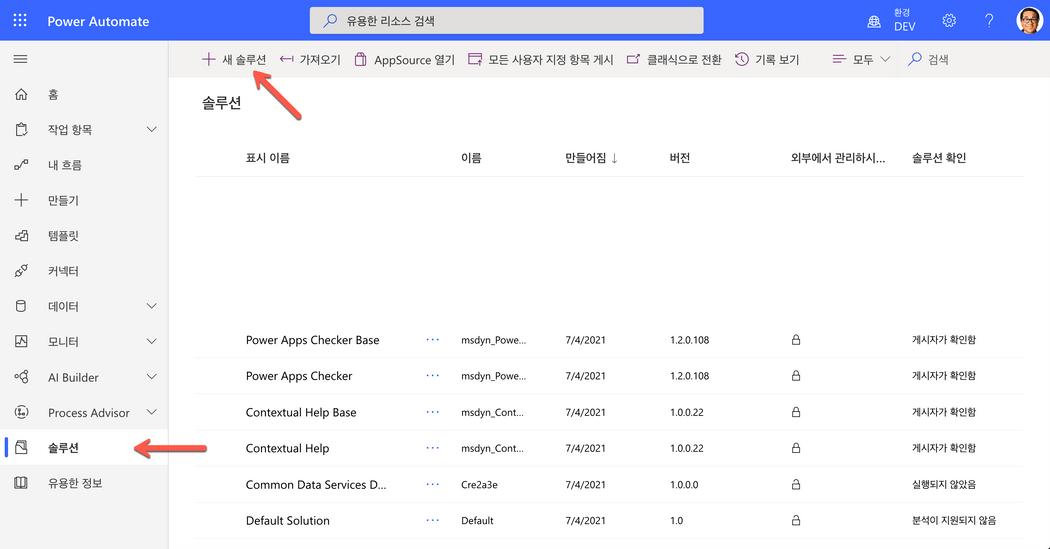 Power Automate
유용한 리소스 검색
환경
DEV
?
새 솔루션
가져오기
AppSource 열기
모든 사용자 지정 항목 게시
클래식으로 전환
기록 보기
모두
검색
홈
작업 항목
내 흐름
만들기
템플릿
커넥터
데이터
모니터
AI Builder
Process Advisor
솔루션
유용한 정보
솔루션
표시 이름 이름 만들어짐 ↓ 버전 외부에서 관리하시... 솔루션 확인
Power Apps Checker Base ... msdyn_Powe... 7/4/2021 1.2.0.108 게시자가 확인함
Power Apps Checker ... msdyn_Powe... 7/4/2021 1.2.0.108 게시자가 확인함
Contextual Help Base ... msdyn_Cont... 7/4/2021 1.0.0.22 게시자가 확인함
Contextual Help ... msdyn_Cont... 7/4/2021 1.0.0.22 게시자가 확인함
Common Data Services D... ... Cre2a3e 7/4/2021 1.0.0.0 실행되지 않았음
Default Solution ... Default 7/4/2021 1.0 분석이 지원되지 않음